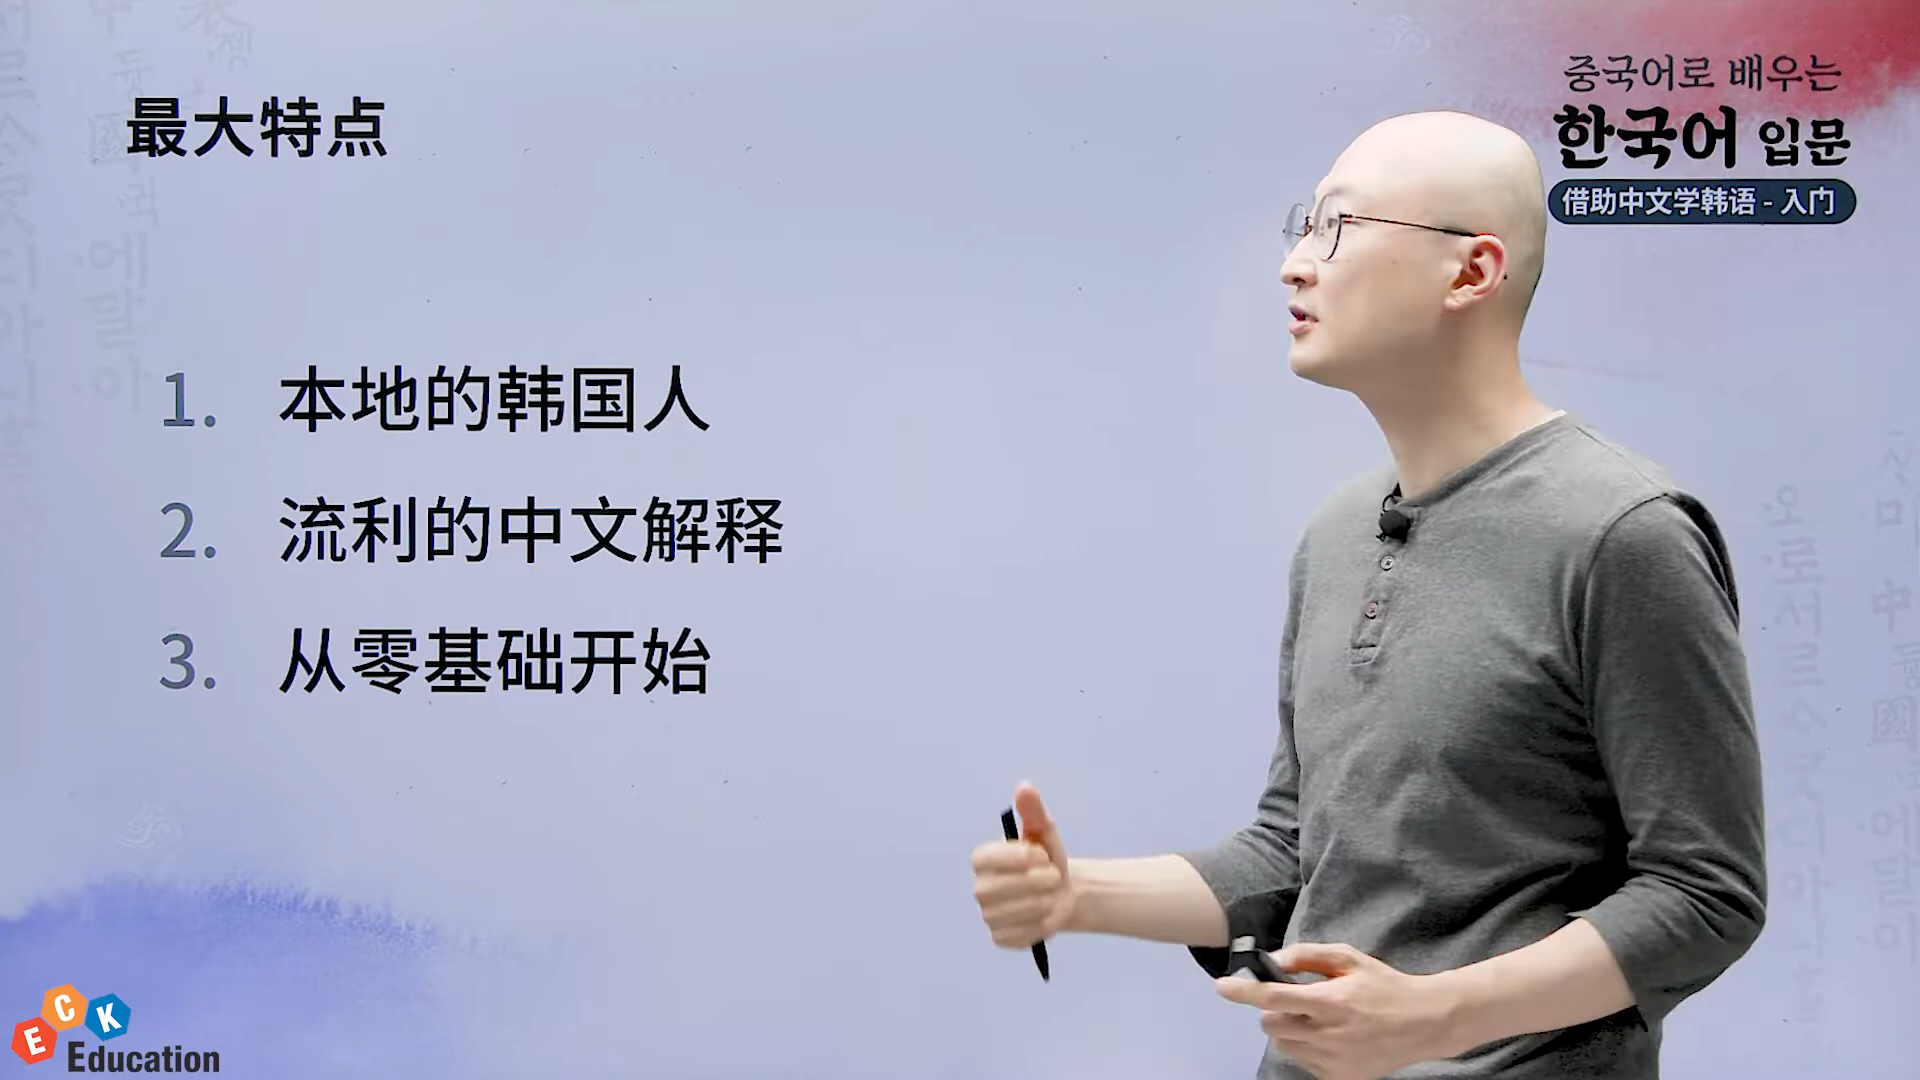 最大特点
중국어로 배우는
한국어 입문
借助中文学韩语 - 入门
1. 本地的韩国人
2. 流利的中文解释
3. 从零基础开始
ECK
Education